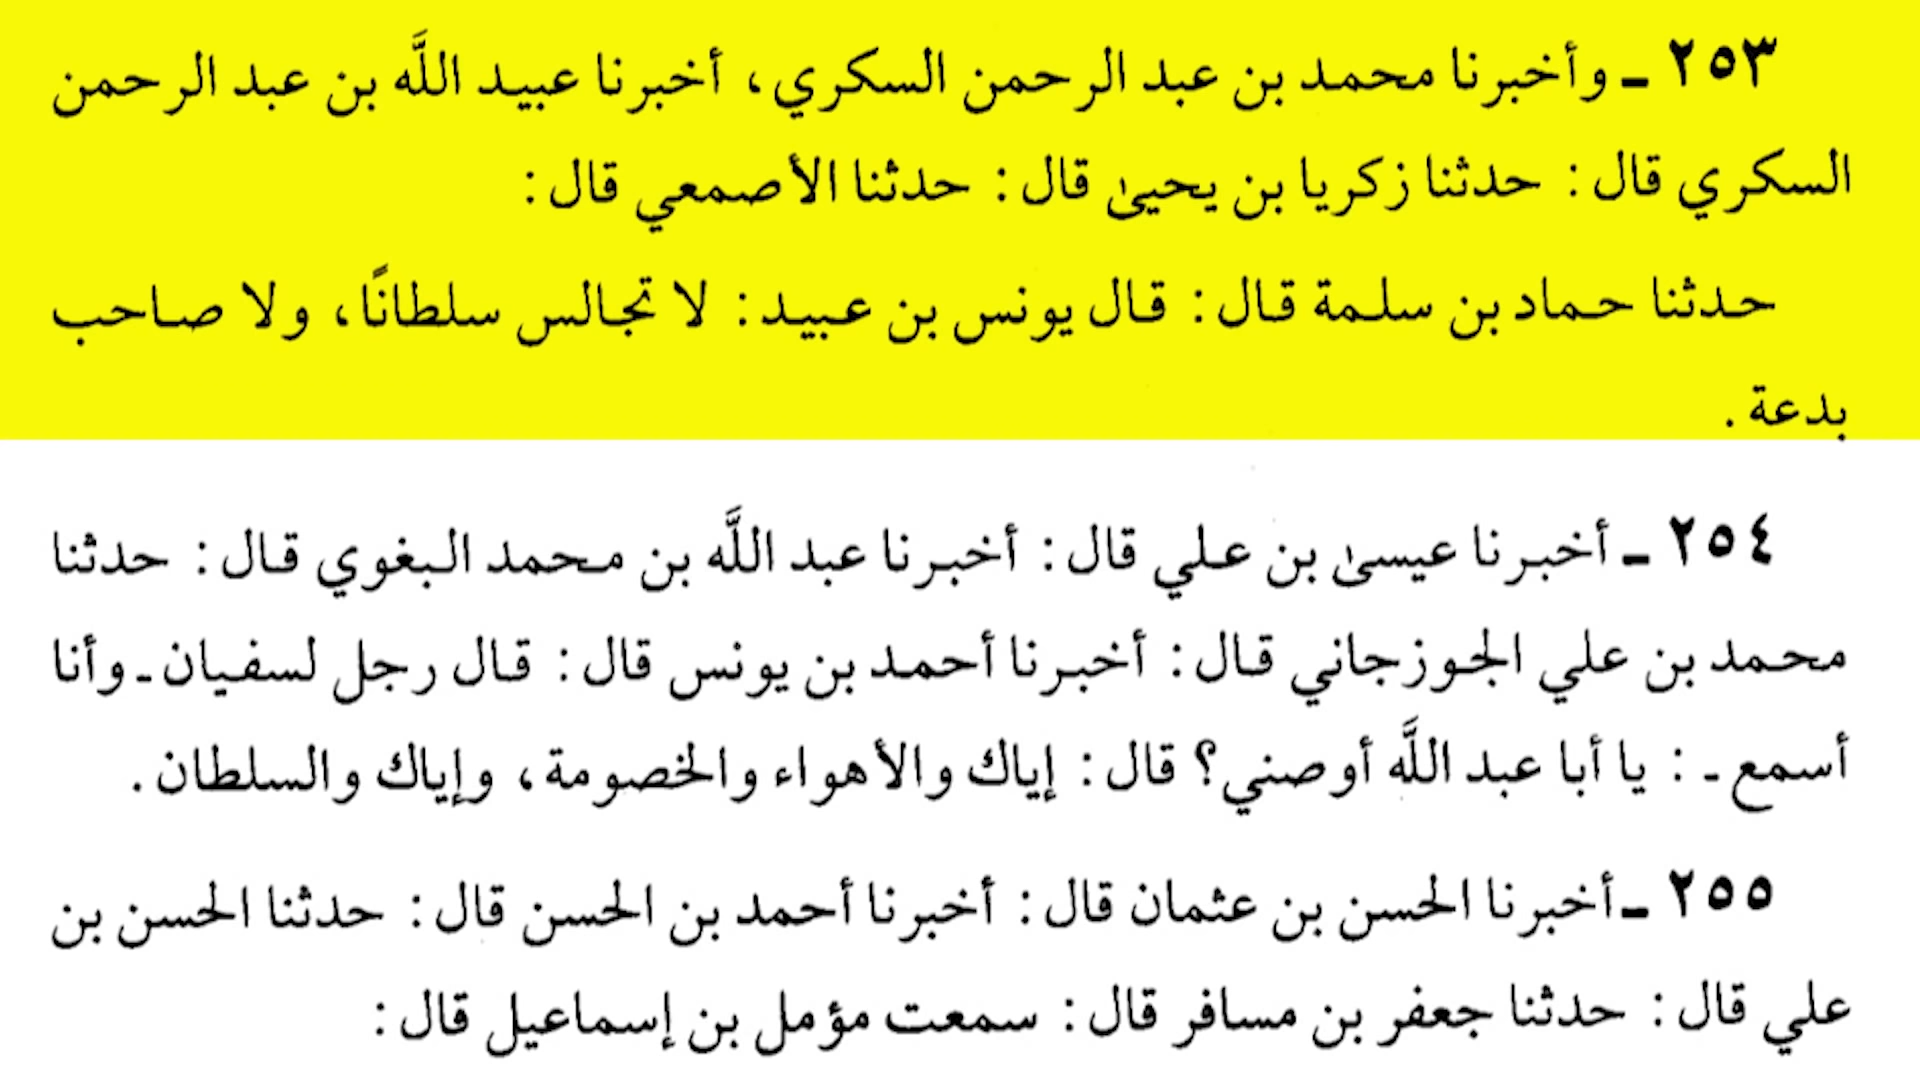 ٢٥٣ ـ وأخبرنا محمد بن عبد الرحمن السكري، أخبرنا عبيد اللَّه بن عبد الرحمن
السكري قال: حدثنا زكريا بن يحيىٰ قال: حدثنا الأصمعي قال:
حدثنا حماد بن سلمة قال: قال يونس بن عبيد: لا تجالس سلطانًا، ولا صاحب
بدعة.
٢٥٤ ـ أخبرنا عيسىٰ بن علي قال: أخبرنا عبد اللَّه بن محمد البغوي قال: حدثنا
محمد بن علي الجوزجاني قال: أخبرنا أحمد بن يونس قال: قال رجل لسفيان ـ وأنا
أسمع ـ: يا أبا عبد اللَّه أوصني؟ قال: إياك والأهواء والخصومة، وإياك والسلطان.
٢٥٥ ـ أخبرنا الحسن بن عثمان قال: أخبرنا أحمد بن الحسن قال: حدثنا الحسن بن
علي قال: حدثنا جعفر بن مسافر قال: سمعت مؤمل بن إسماعيل قال: